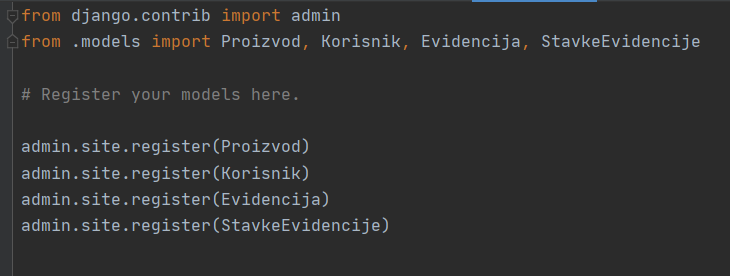 from django.contrib import admin
from .models import Proizvod, Korisnik, Evidencija, StavkeEvidencije
# Register your models here.
admin.site.register(Proizvod)
admin.site.register(Korisnik)
admin.site.register(Evidencija)
admin.site.register(StavkeEvidencije)